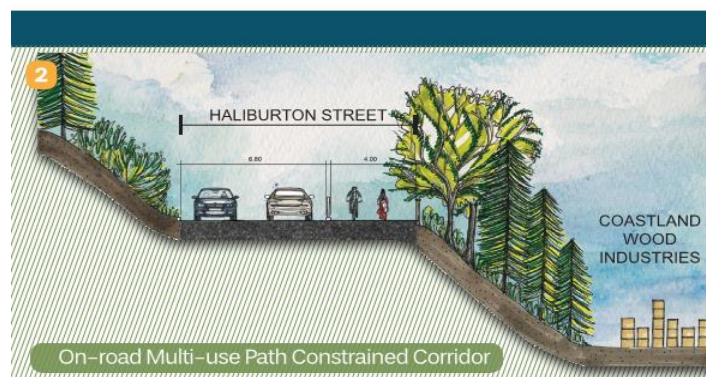 2
HALIBURTON STREET
6.80
4.00
COASTLAND
WOOD
INDUSTRIES
On-road Multi-use Path Constrained Corridor